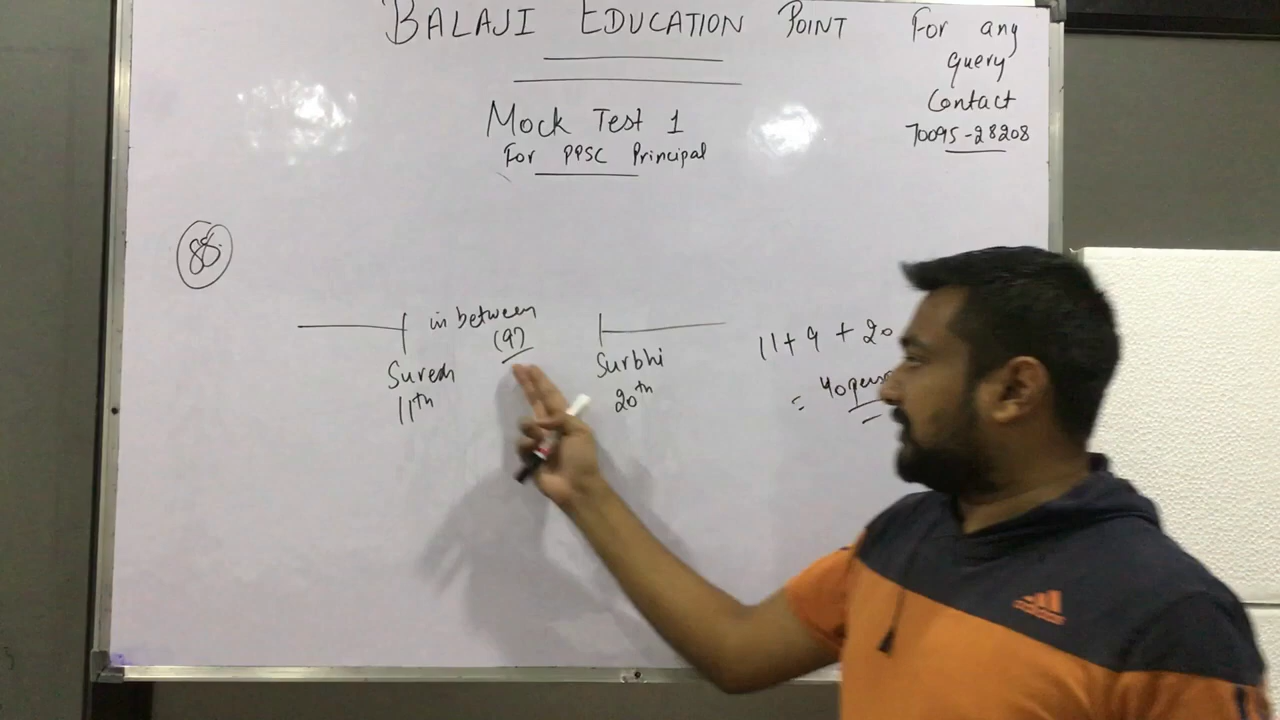 BALAJI EDUCATION POINT
For any
query
Contact
70095-28208
Mock Test 1
For PPSC Principal
88
in between
(9)
Suresh
11th
Surbhi
20th
11+9+20
= 40